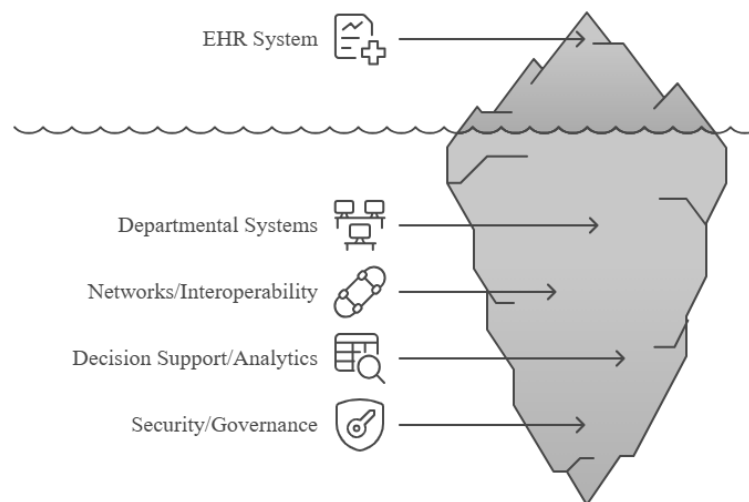 EHR System
Departmental Systems
Networks/Interoperability
Decision Support/Analytics
Security/Governance